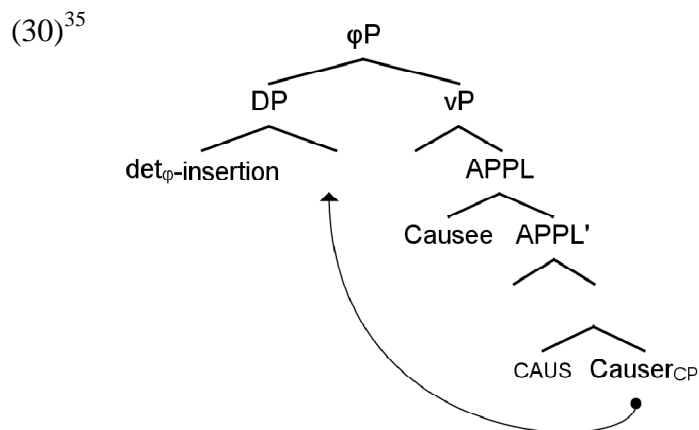 (30)35
φP
DP vP
detφ-insertion APPL
Causee APPL'
CAUS CauserCP